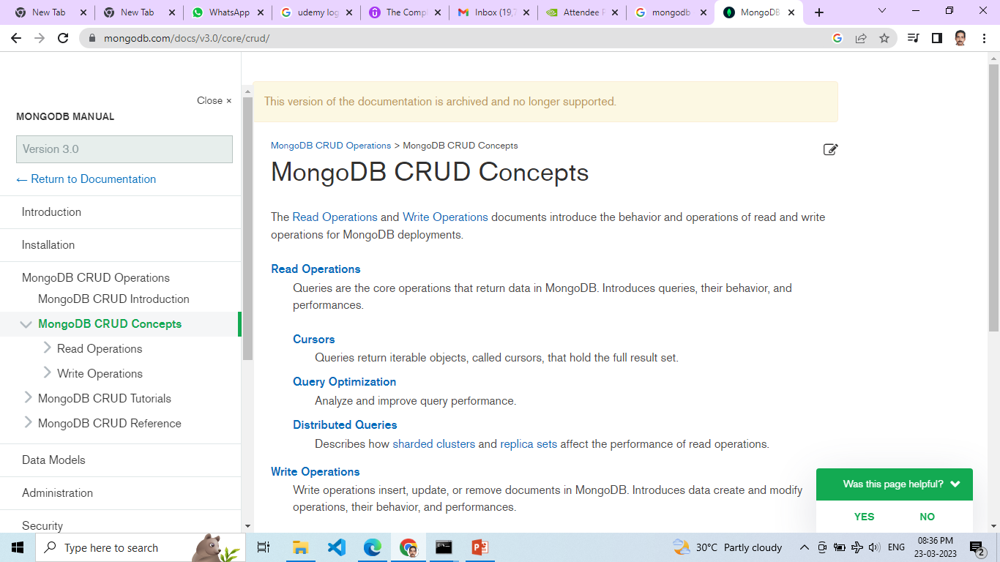 New Tab
New Tab
WhatsApp
udemy log
The Comp
Inbox (19,7
Attendee P
mongodb
MongoDB
mongodb.com/docs/v3.0/core/crud/
Close ×
MONGODB MANUAL
Version 3.0
← Return to Documentation
Introduction
Installation
MongoDB CRUD Operations
MongoDB CRUD Introduction
MongoDB CRUD Concepts
Read Operations
Write Operations
MongoDB CRUD Tutorials
MongoDB CRUD Reference
Data Models
Administration
Security
This version of the documentation is archived and no longer supported.
MongoDB CRUD Operations > MongoDB CRUD Concepts
MongoDB CRUD Concepts
The Read Operations and Write Operations documents introduce the behavior and operations of read and write
operations for MongoDB deployments.
Read Operations
Queries are the core operations that return data in MongoDB. Introduces queries, their behavior, and
performances.
Cursors
Queries return iterable objects, called cursors, that hold the full result set.
Query Optimization
Analyze and improve query performance.
Distributed Queries
Describes how sharded clusters and replica sets affect the performance of read operations.
Write Operations
Write operations insert, update, or remove documents in MongoDB. Introduces data create and modify
operations, their behavior, and performances.
Was this page helpful?
YES NO
Type here to search
30°C Partly cloudy
ENG
08:36 PM
23-03-2023
2